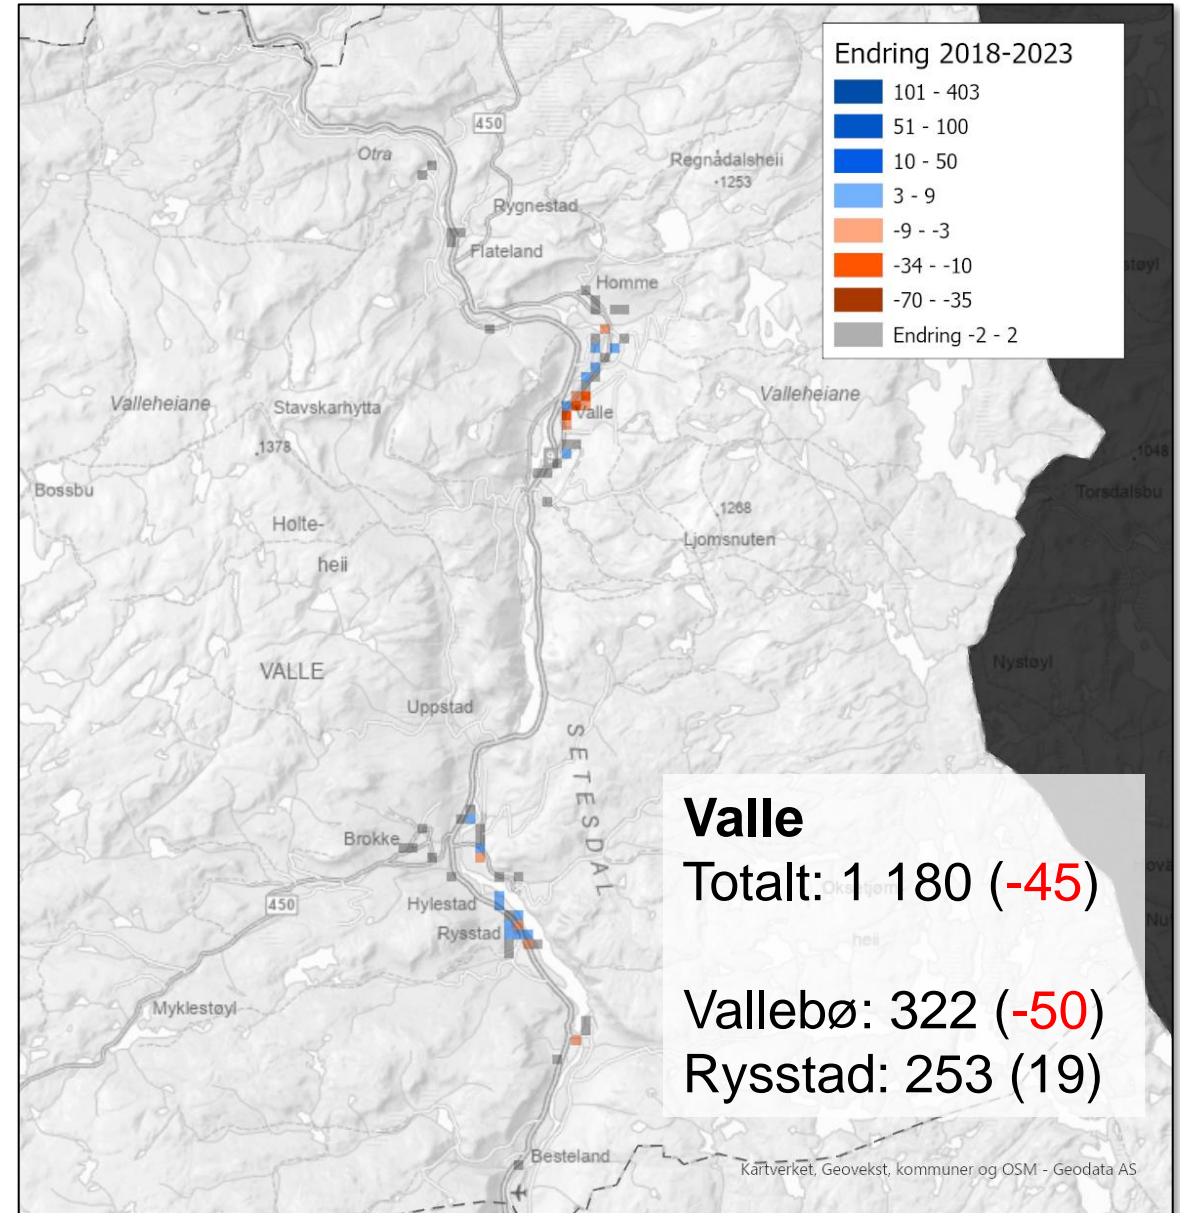 Endring 2018-2023
101 - 403
51 - 100
10 - 50
3 - 9
-9 - -3
-34 - -10
-70 - -35
Endring -2 - 2
450
Otra
Regnådalsheii
1253
Rygnestad
Flateland
støyl
Homme
Valleheiane
Stavskarhytta
Valleheiane
Valle
1378
1048
Bossbu
Torsdalsbu
9
1268
Holte-
Ljomsnuten
heii
VALLE
Nystøyl
Uppstad
SETESDAL
Brokke
Valle
Totalt: 1 180 (-45)
450
Hylestad
Rysstad
heii
Myklestøyl
Vallebø: 322 (-50)
Rysstad: 253 (19)
Besteland
Kartverket, Geovekst, kommuner og OSM - Geodata AS